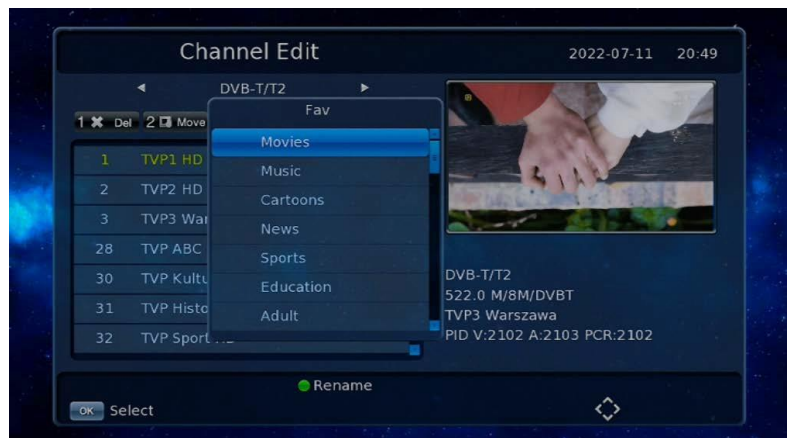 Channel Edit
2022-07-11 20:49
DVB-T/T2
Fav
1 Del 2 Move
Movies
Music
Cartoons
News
Sports
Education
Adult
1 TVP1 HD
2 TVP2 HD
3 TVP3 War
28 TVP ABC
30 TVP Kultu
31 TVP Histo
32 TVP Sport
DVB-T/T2
522.0 M/8M/DVBT
TVP3 Warszawa
PID V:2102 A:2103 PCR:2102
Rename
OK Select